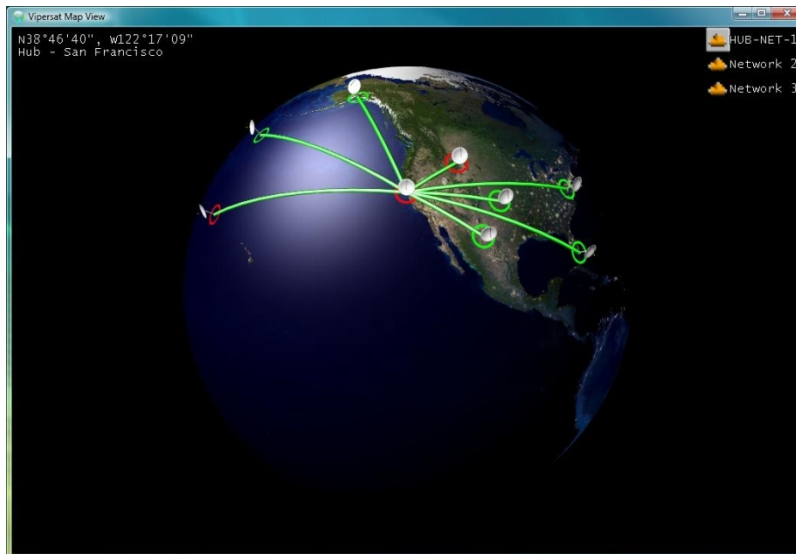 Vipersat Map View
N38°46'40", W122°17'09"
Hub - San Francisco
HUB-NET-1
Network 2
Network 3